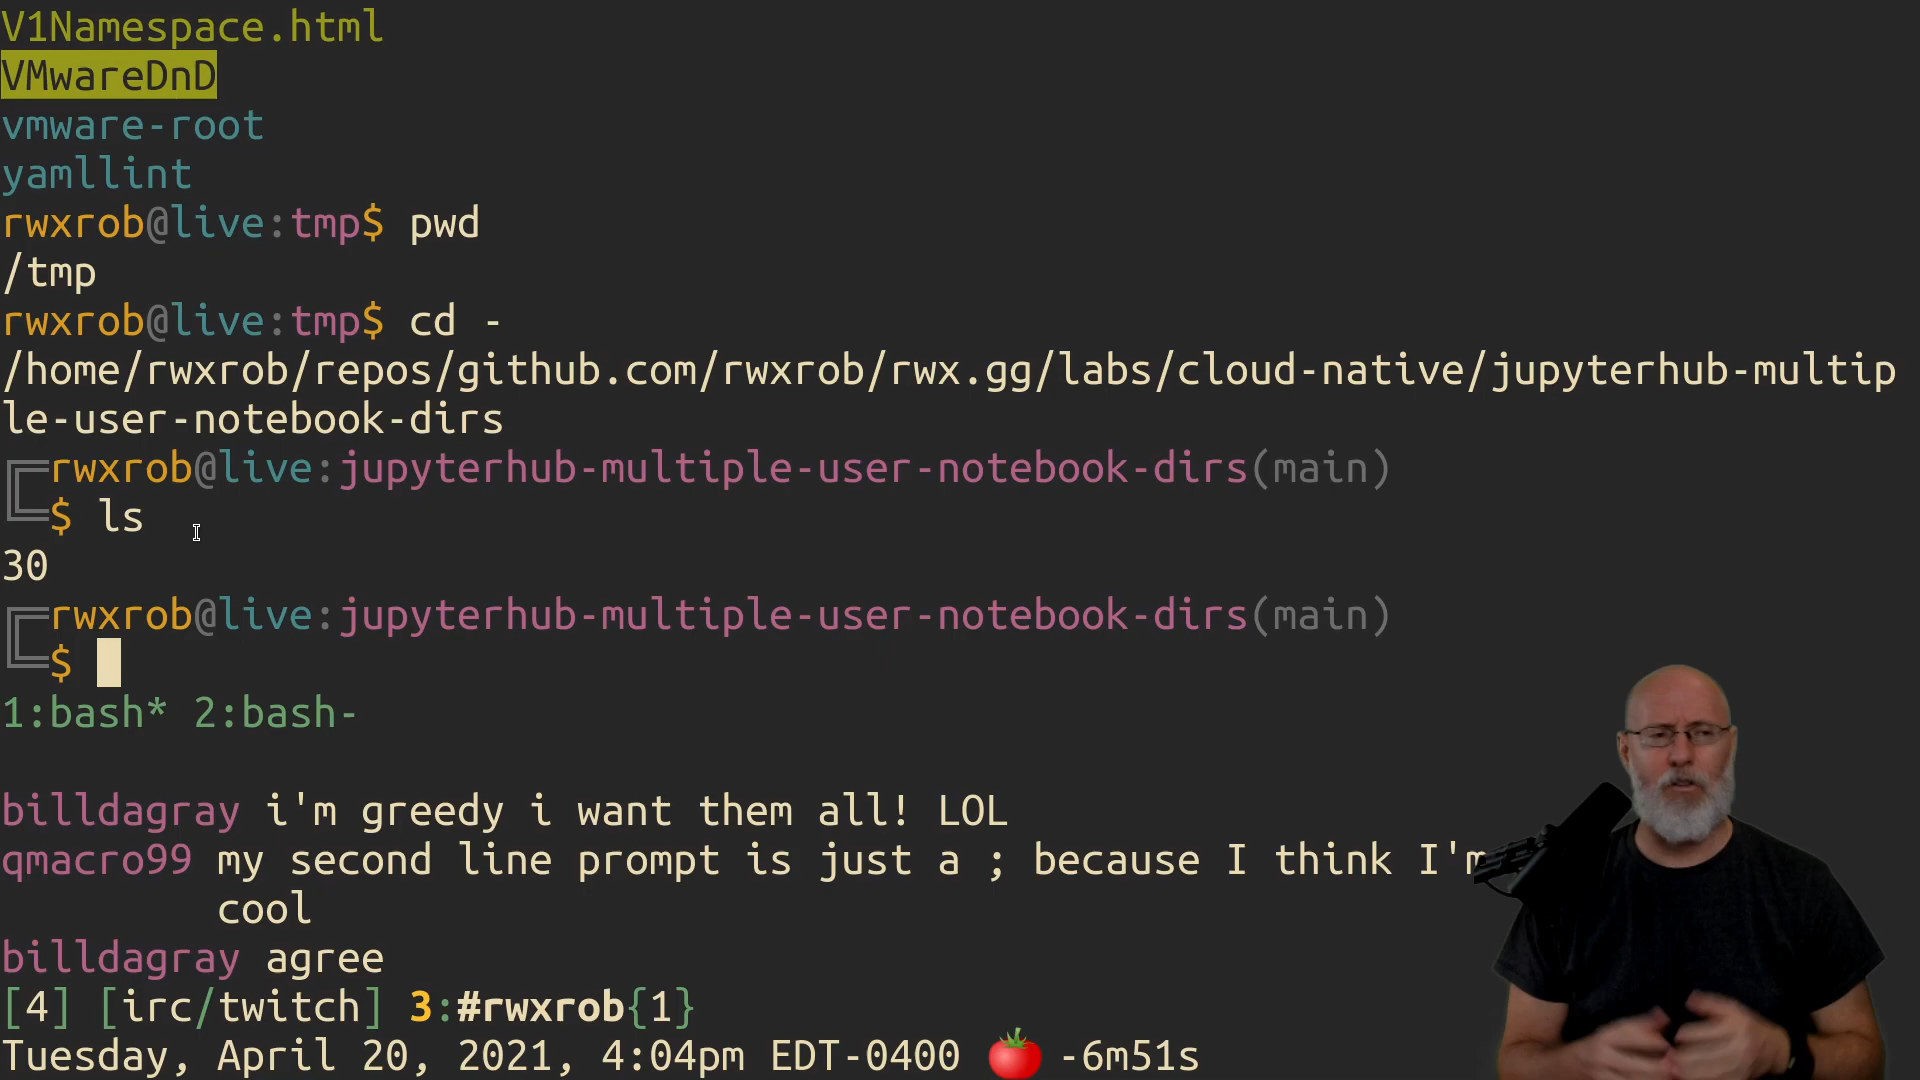 V1Namespace.html
VMwareDnD
vmware-root
yamllint
rwxrob@live:tmp$ pwd
/tmp
rwxrob@live:tmp$ cd -
/home/rwxrob/repos/github.com/rwxrob/rwx.gg/labs/cloud-native/jupyterhub-multip
le-user-notebook-dirs
╔═rwxrob@live:jupyterhub-multiple-user-notebook-dirs(main)
╚═$ ls
30
╔═rwxrob@live:jupyterhub-multiple-user-notebook-dirs(main)
╚═$
1:bash* 2:bash-
billdagray i'm greedy i want them all! LOL
qmacro99 my second line prompt is just a ; because I think I'm
cool
billdagray agree
[4] [irc/twitch] 3:#rwxrob{1}
Tuesday, April 20, 2021, 4:04pm EDT-0400 🍅 -6m51s